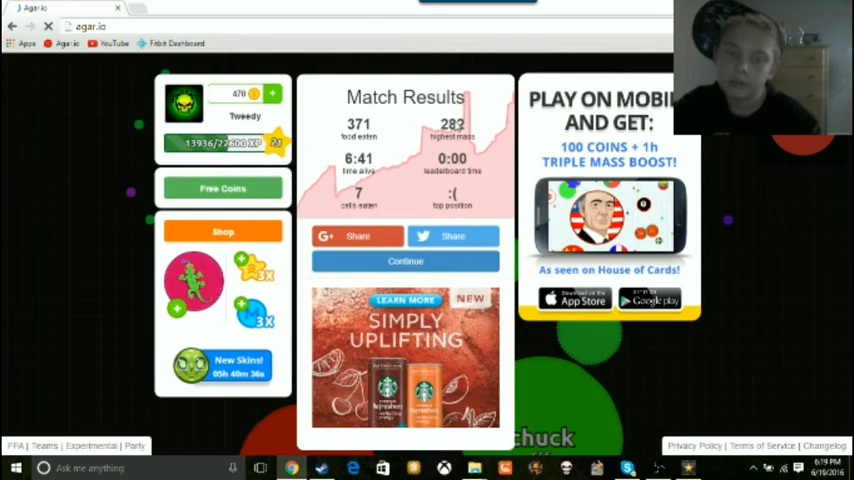 Agar.io
agar.io
Apps Agar.io YouTube Fitbit Dashboard
470
Tweedy
13936/22600 XP
21
Free Coins
Shop
3X
3X
New Skins!
05h 40m 36s
Match Results
371
food eaten
282
highest mass
6:41
time alive
0:00
leaderboard time
7
cells eaten
:(
top position
G+ Share
Share
Continue
LEARN MORE
NEW
SIMPLY
UPLIFTING
PLAY ON MOBIL
AND GET:
100 COINS + 1h
TRIPLE MASS BOOST!
As seen on House of Cards!
Download on the
App Store
Google play
chuck
FFA | Teams | Experimental | Party
Privacy Policy | Terms of Service | Changelog
Ask me anything
6:19 PM
6/19/2016